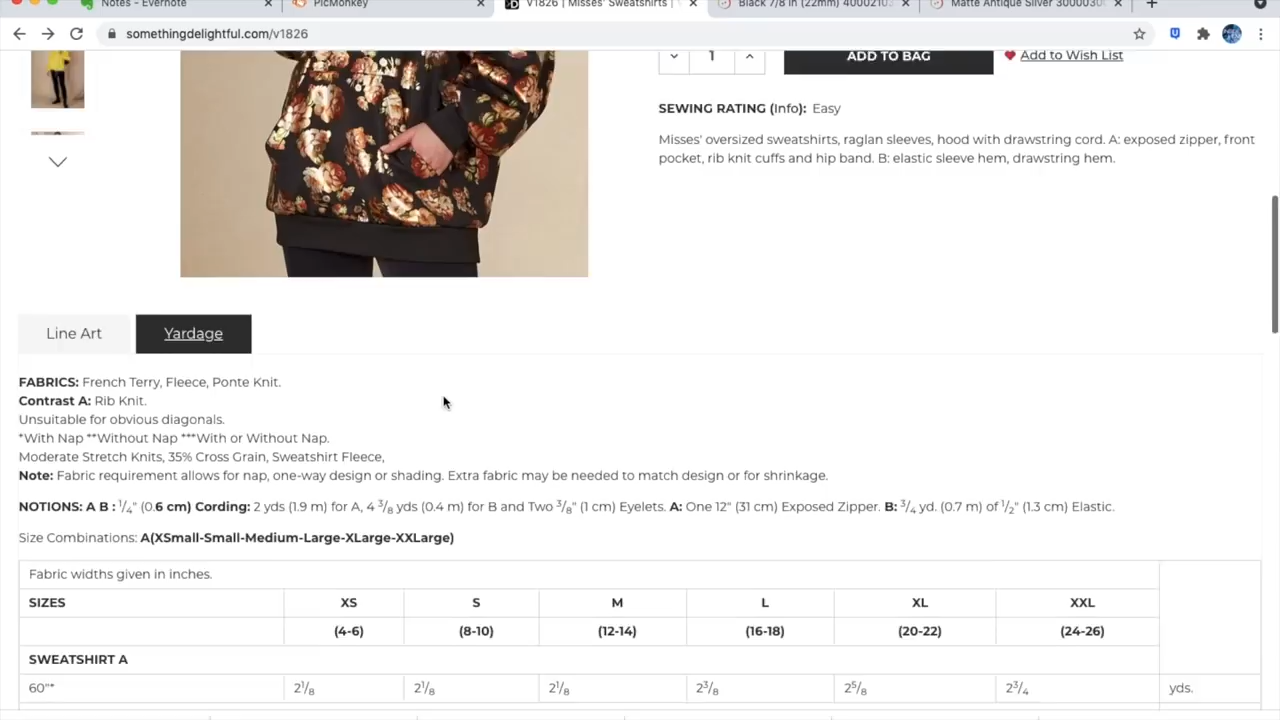 Notes - Evernote
PicMonkey
V1826 | Misses' Sweatshirts |
Black 7/8 in (22mm) 40002103
Matte Antique Silver 3000030
somethingdelightful.com/v1826
1
ADD TO BAG
Add to Wish List
SEWING RATING (Info): Easy
Misses' oversized sweatshirts, raglan sleeves, hood with drawstring cord. A: exposed zipper, front
pocket, rib knit cuffs and hip band. B: elastic sleeve hem, drawstring hem.
Line Art
Yardage
FABRICS: French Terry, Fleece, Ponte Knit.
Contrast A: Rib Knit.
Unsuitable for obvious diagonals.
*With Nap **Without Nap ***With or Without Nap.
Moderate Stretch Knits, 35% Cross Grain, Sweatshirt Fleece,
Note: Fabric requirement allows for nap, one-way design or shading. Extra fabric may be needed to match design or for shrinkage.
NOTIONS: A B : 1/4" (0.6 cm) Cording: 2 yds (1.9 m) for A, 4 3/8 yds (0.4 m) for B and Two 3/8" (1 cm) Eyelets. A: One 12" (31 cm) Exposed Zipper. B: 3/4 yd. (0.7 m) of 1/2" (1.3 cm) Elastic.
Size Combinations: A(XSmall-Small-Medium-Large-XLarge-XXLarge)
Fabric widths given in inches.
SIZES XS S M L XL XXL
(4-6) (8-10) (12-14) (16-18) (20-22) (24-26)
SWEATSHIRT A
60"* 2 1/8 2 1/8 2 1/8 2 3/8 2 5/8 2 3/4 yds.